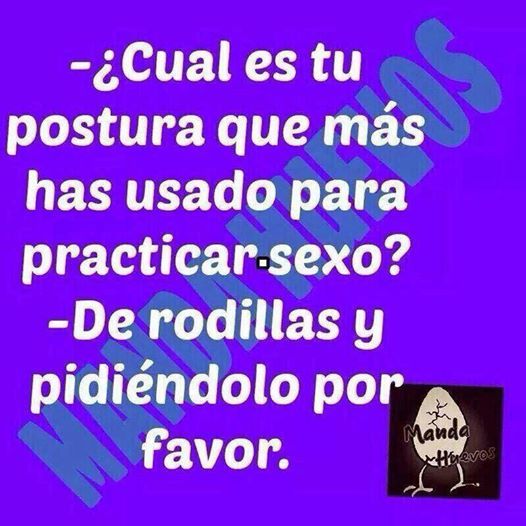 -¿Cual es tu
postura que más
has usado para
practicar sexo?
-De rodillas y
pidiéndolo por
favor.
MANDA HUEVOS
Manda
Huevos